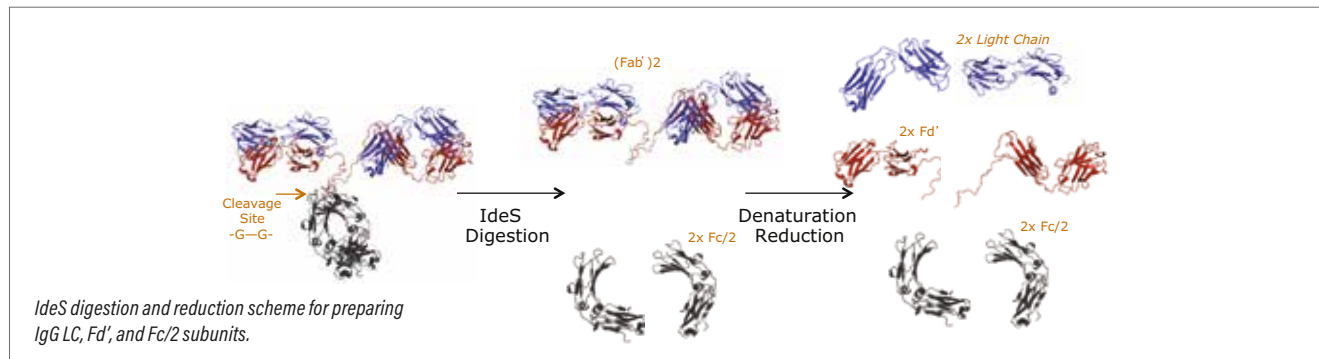 2x Light Chain
(Fab')2
2x Fd'
Cleavage
Site
-G—G-
IdeS
Digestion
Denaturation
Reduction
2x Fc/2
2x Fc/2
IdeS digestion and reduction scheme for preparing
IgG LC, Fd′, and Fc/2 subunits.